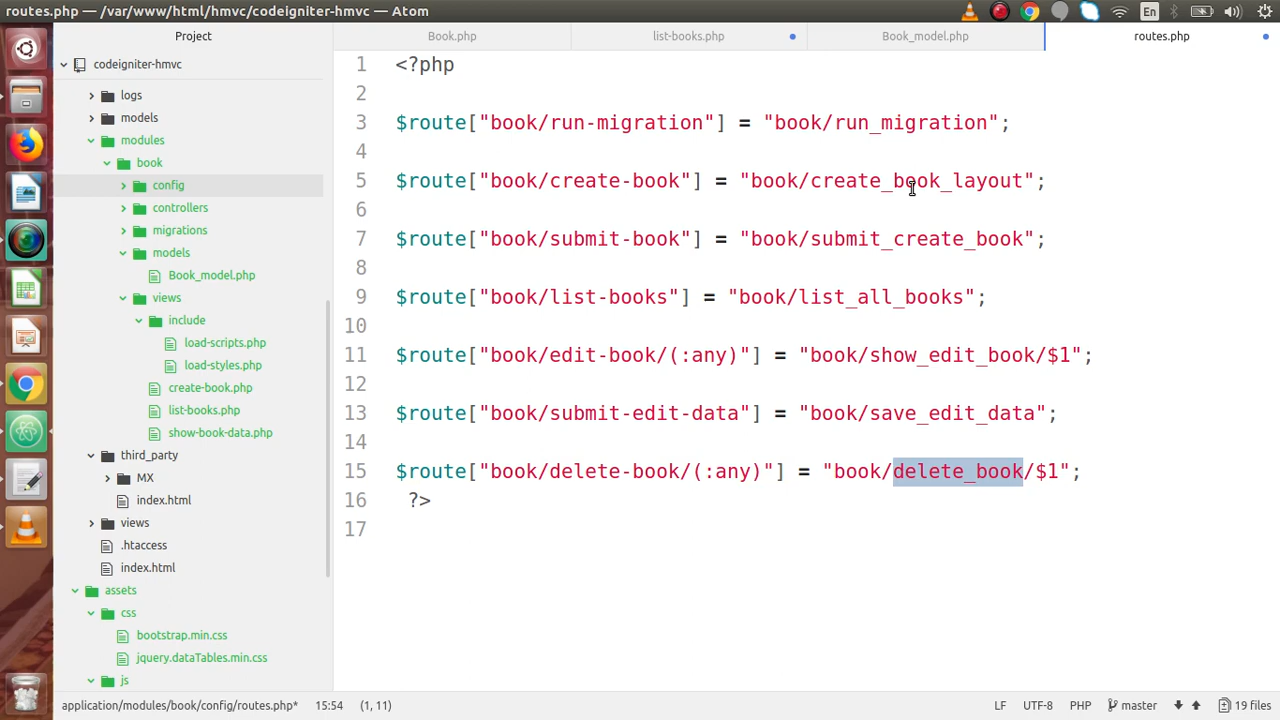 routes.php — /var/www/html/hmvc/codeigniter-hmvc — Atom
En
Project
Book.php
list-books.php
Book_model.php
routes.php
codeigniter-hmvc
logs
models
modules
book
config
controllers
migrations
models
Book_model.php
views
include
load-scripts.php
load-styles.php
create-book.php
list-books.php
show-book-data.php
third_party
MX
index.html
views
.htaccess
index.html
assets
css
bootstrap.min.css
jquery.dataTables.min.css
js
1 <?php
2
3 $route["book/run-migration"] = "book/run_migration";
4
5 $route["book/create-book"] = "book/create_book_layout";
6
7 $route["book/submit-book"] = "book/submit_create_book";
8
9 $route["book/list-books"] = "book/list_all_books";
10
11 $route["book/edit-book/(:any)"] = "book/show_edit_book/$1";
12
13 $route["book/submit-edit-data"] = "book/save_edit_data";
14
15 $route["book/delete-book/(:any)"] = "book/delete_book/$1";
16 ?>
17
application/modules/book/config/routes.php* 15:54 (1, 11)
LF UTF-8 PHP master 19 files